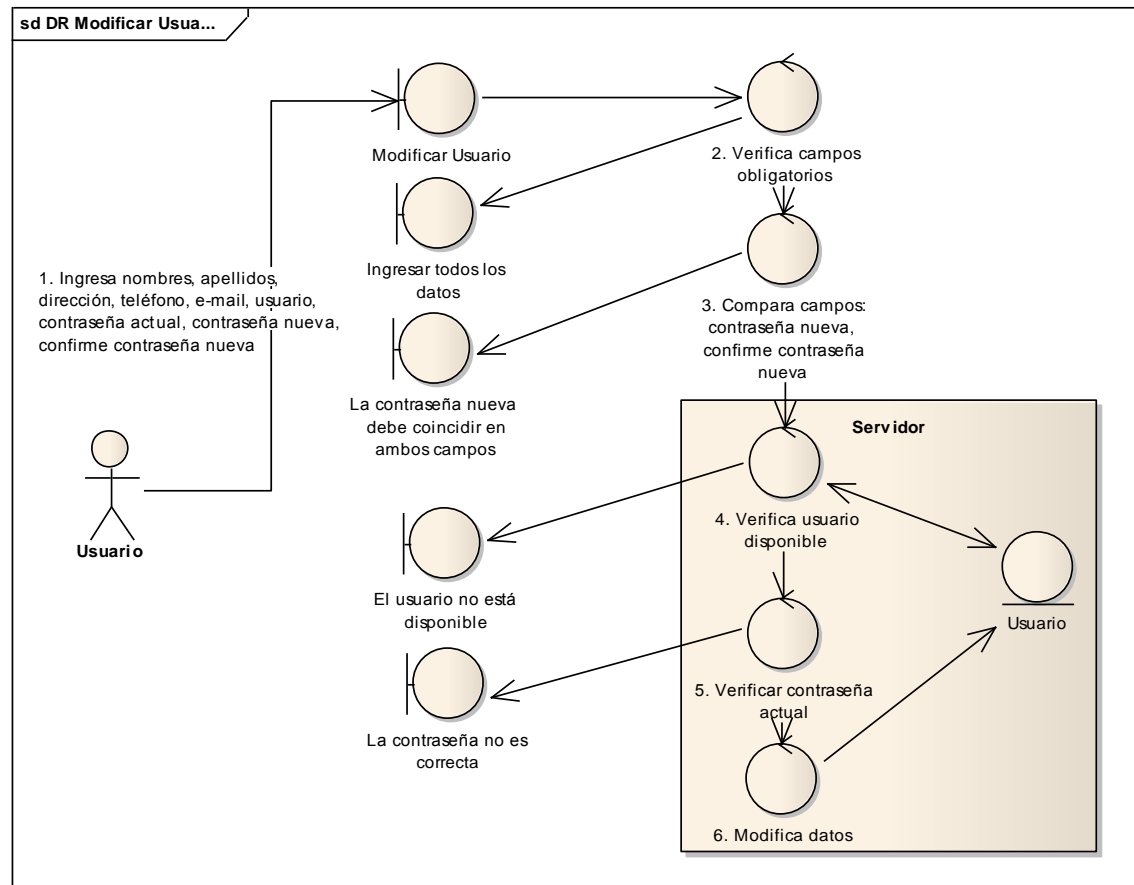 sd DR Modificar Usua...
Modificar Usuario
2. Verifica campos
obligatorios
Ingresar todos los
datos
1. Ingresa nombres, apellidos,
dirección, teléfono, e-mail, usuario,
contraseña actual, contraseña nueva,
confirme contraseña nueva
3. Compara campos:
contraseña nueva,
confirme contraseña
nueva
La contraseña nueva
debe coincidir en
ambos campos
Servidor
Usuario
4. Verifica usuario
disponible
El usuario no está
disponible
Usuario
5. Verificar contraseña
actual
La contraseña no es
correcta
6. Modifica datos